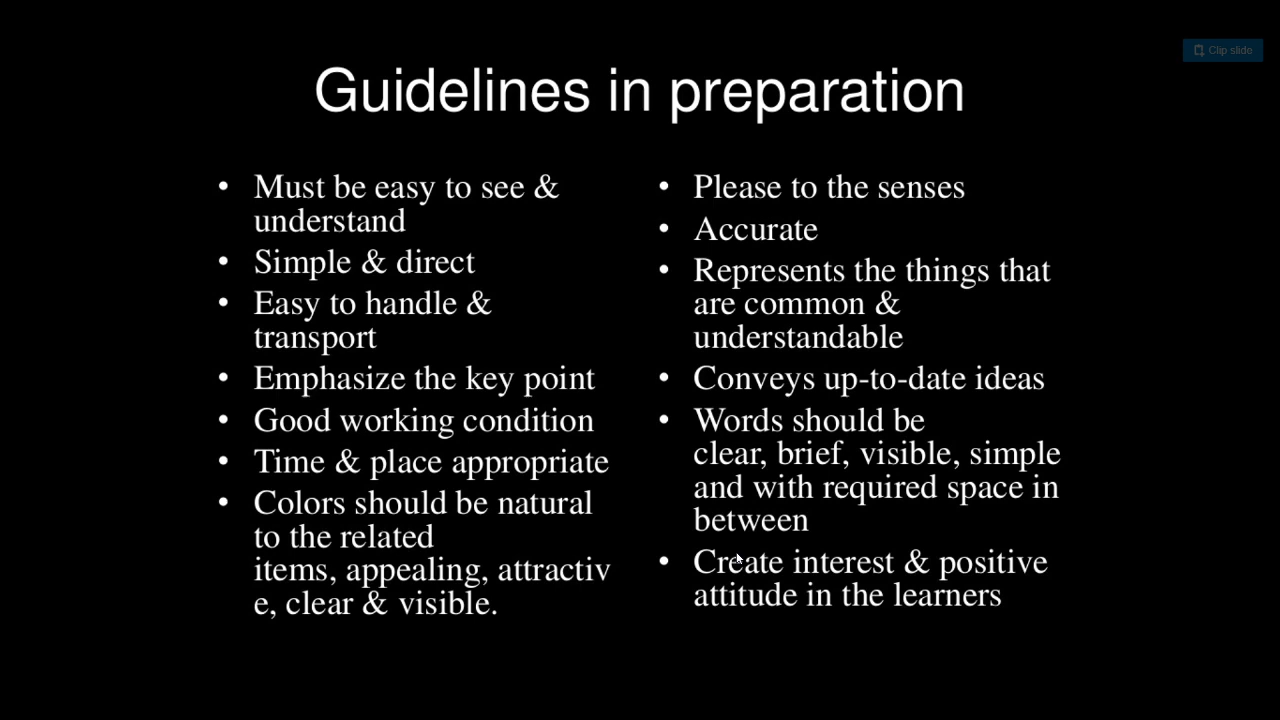 Clip slide
Guidelines in preparation
• Must be easy to see &
understand
• Simple & direct
• Easy to handle &
transport
• Emphasize the key point
• Good working condition
• Time & place appropriate
• Colors should be natural
to the related
items, appealing, attractiv
e, clear & visible.
• Please to the senses
• Accurate
• Represents the things that
are common &
understandable
• Conveys up-to-date ideas
• Words should be
clear, brief, visible, simple
and with required space in
between
• Create interest & positive
attitude in the learners